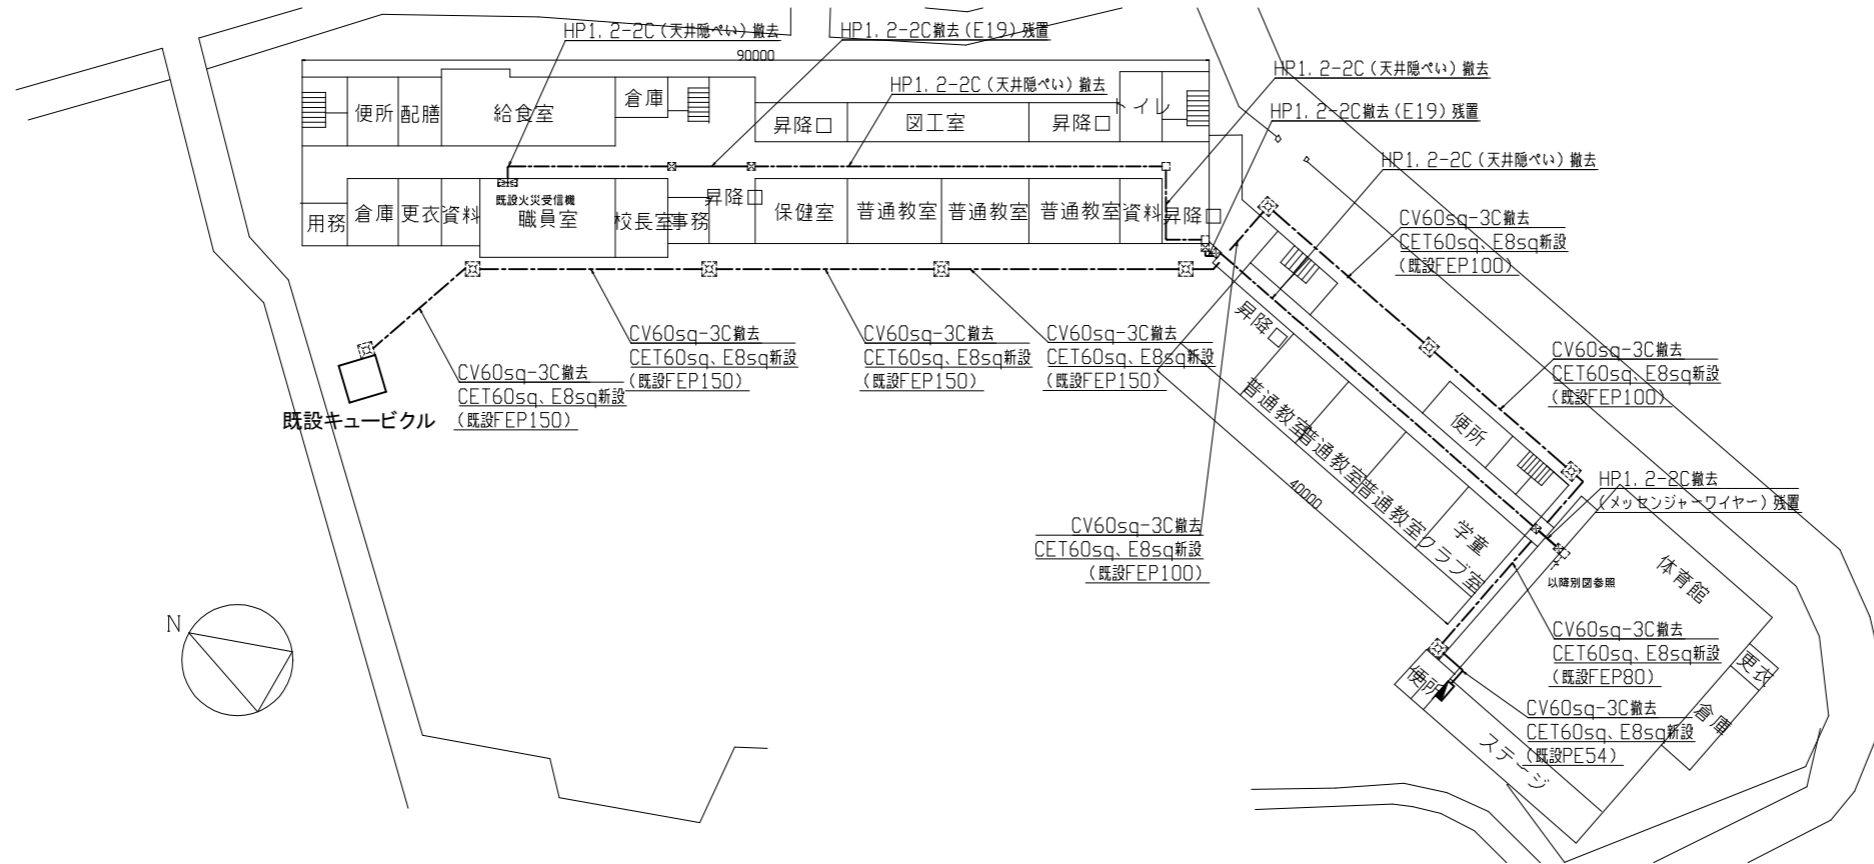 HP1.2-2C(天井隠ぺい)撤去
HP1.2-2C撤去(E19)残置
90000
HP1.2-2C(天井隠ぺい)撤去
HP1.2-2C(天井隠ぺい)撤去
HP1.2-2C撤去(E19)残置
HP1.2-2C(天井隠ぺい)撤去
便所
配膳
給食室
倉庫
昇降口
図工室
昇降口
トイレ
既設火災受信機
用務
倉庫
更衣
資料
職員室
校長室
事務
昇降口
保健室
普通教室
普通教室
普通教室
資料
昇降口
CV60sq-3C撤去
CET60sq、E8sq新設
(既設FEP100)
CV60sq-3C撤去
CET60sq、E8sq新設
(既設FEP150)
CV60sq-3C撤去
CET60sq、E8sq新設
(既設FEP150)
CV60sq-3C撤去
CET60sq、E8sq新設
(既設FEP150)
CV60sq-3C撤去
CET60sq、E8sq新設
(既設FEP150)
既設キュービクル
CV60sq-3C撤去
CET60sq、E8sq新設
(既設FEP100)
昇降口
普通教室
普通教室
普通教室
学童
クラブ室
便所
40000
HP1.2-2C撤去
(メッセンジャーワイヤー)残置
CV60sq-3C撤去
CET60sq、E8sq新設
(既設FEP100)
以降別図参照
体育館
N
CV60sq-3C撤去
CET60sq、E8sq新設
(既設FEP80)
更衣
倉庫
便所
CV60sq-3C撤去
CET60sq、E8sq新設
(既設PE54)
ステージ